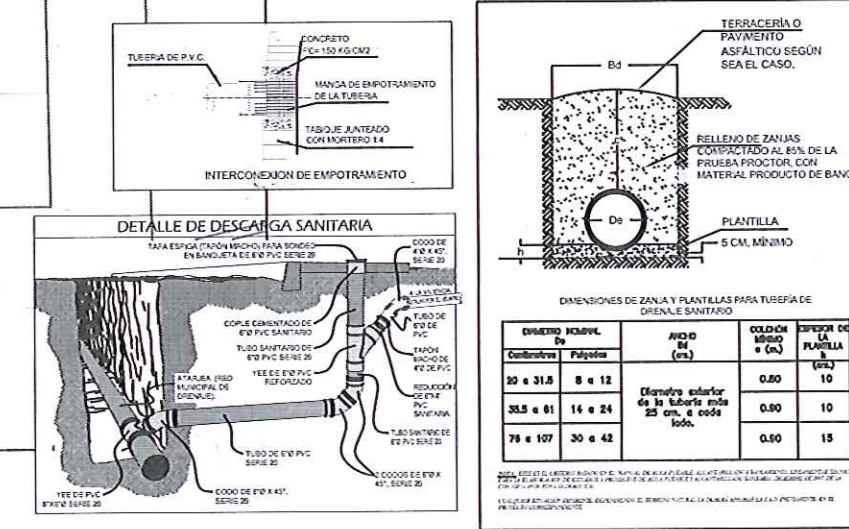 TUBERIA DE P.V.C.
CONCRETO
F'C= 150 KG CM2
MANGA DE EMPOTRAMIENTO
DE LA TUBERIA
TABIQUE JUNTEADO
CON MORTERO 1:4
INTERCONEXION DE EMPOTRAMIENTO
DETALLE DE DESCARGA SANITARIA
TAPA ESPIGA (TAPÓN MACHO) PARA SONDEO
EN BANQUETA DE 6"Ø PVC SERIE 20
CODO DE
4"Ø X 45°,
SERIE 20
A LA VIVIENDA
COPLE CEMENTADO DE
6"Ø PVC SANITARIO
TUBO SANITARIO DE
6"Ø PVC SERIE 20
YEE DE 6"Ø PVC
REFORZADO
TUBO DE
6"Ø DE
PVC
TAPÓN
MACHO DE
4"Ø DE PVC
REDUCCIÓN
DE 6"-4"
PVC
SANITARIA
ATARJEA (RED
MUNICIPAL DE
DRENAJE).
TUBO SANITARIO DE
6"Ø PVC SERIE 20
TUBO DE 6"Ø PVC
SERIE 20
2 CODOS DE 6"Ø X
45°, SERIE 20
YEE DE PVC
8"X6"Ø SERIE 20
CODO DE 6"Ø X 45°,
SERIE 20
TERRACERÍA O
PAVIMENTO
ASFÁLTICO SEGÚN
SEA EL CASO.
Bd
RELLENO DE ZANJAS
COMPACTADO AL 85% DE LA
PRUEBA PROCTOR, CON
MATERIAL PRODUCTO DE BANC
De
PLANTILLA
5 CM, MÍNIMO
h
DIMENSIONES DE ZANJA Y PLANTILLAS PARA TUBERÍA DE
DRENAJE SANITARIO
DIAMETRO NOMINAL
De
Centimetros Pulgadas
ANCHO
Bd
(cm.)
COLCHÓN
MÍNIMO
e (m.)
ESPESOR DE
LA
PLANTILLA
h
(cm.)
20 a 31.5 8 a 12 0.80 10
Diametro exterior
de la tubería más
25 cm. a cada
lado.
35.5 a 61 14 a 24 0.90 10
76 a 107 30 a 42 0.90 15